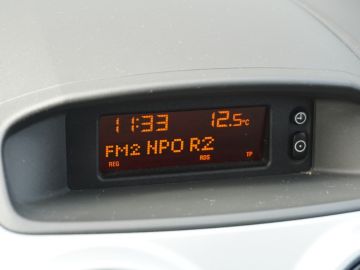 11:33 12.5°C
FM2 NPO R2
REG RDS TP